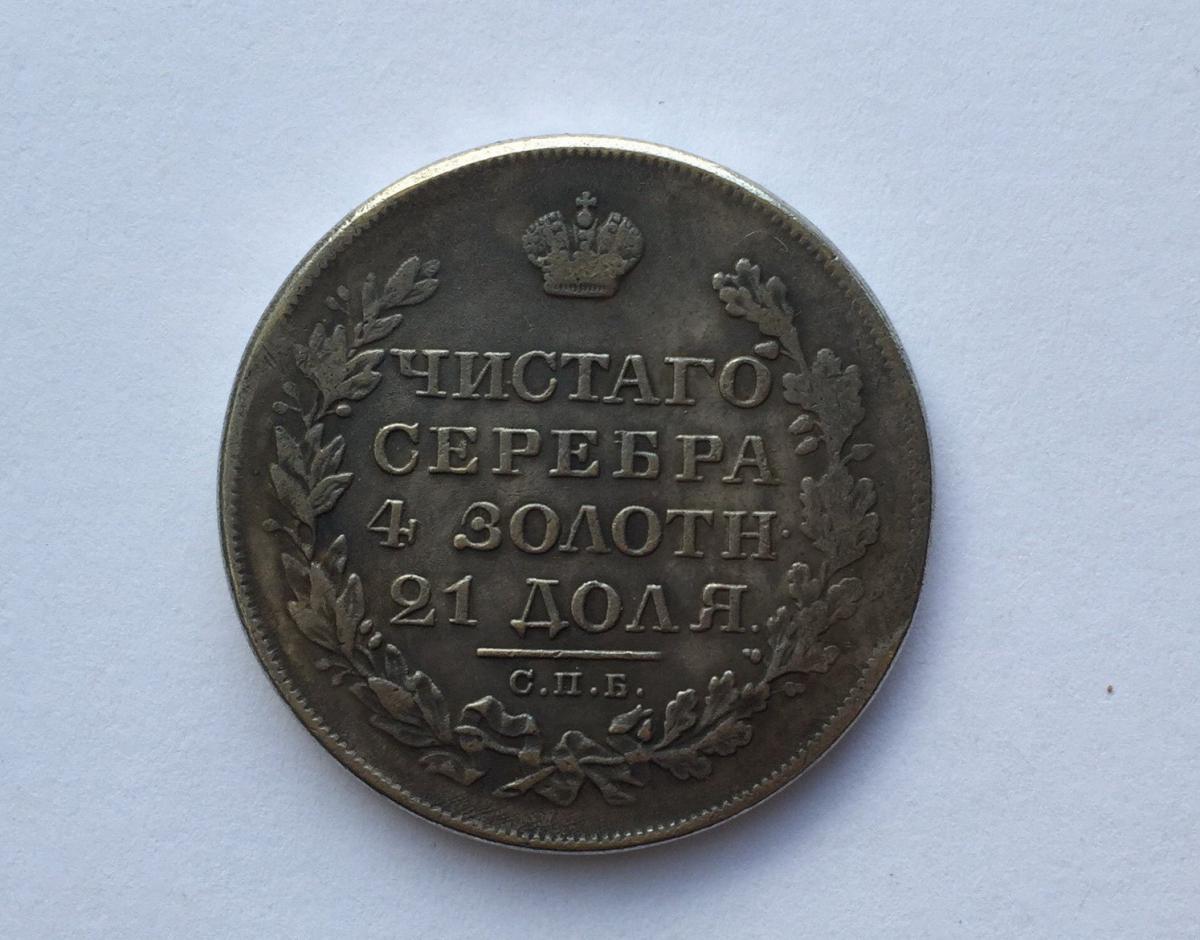 ЧИСТАГО
СЕРЕБРА
4 ЗОЛОТН.
21 ДОЛЯ.
С.П.Б.